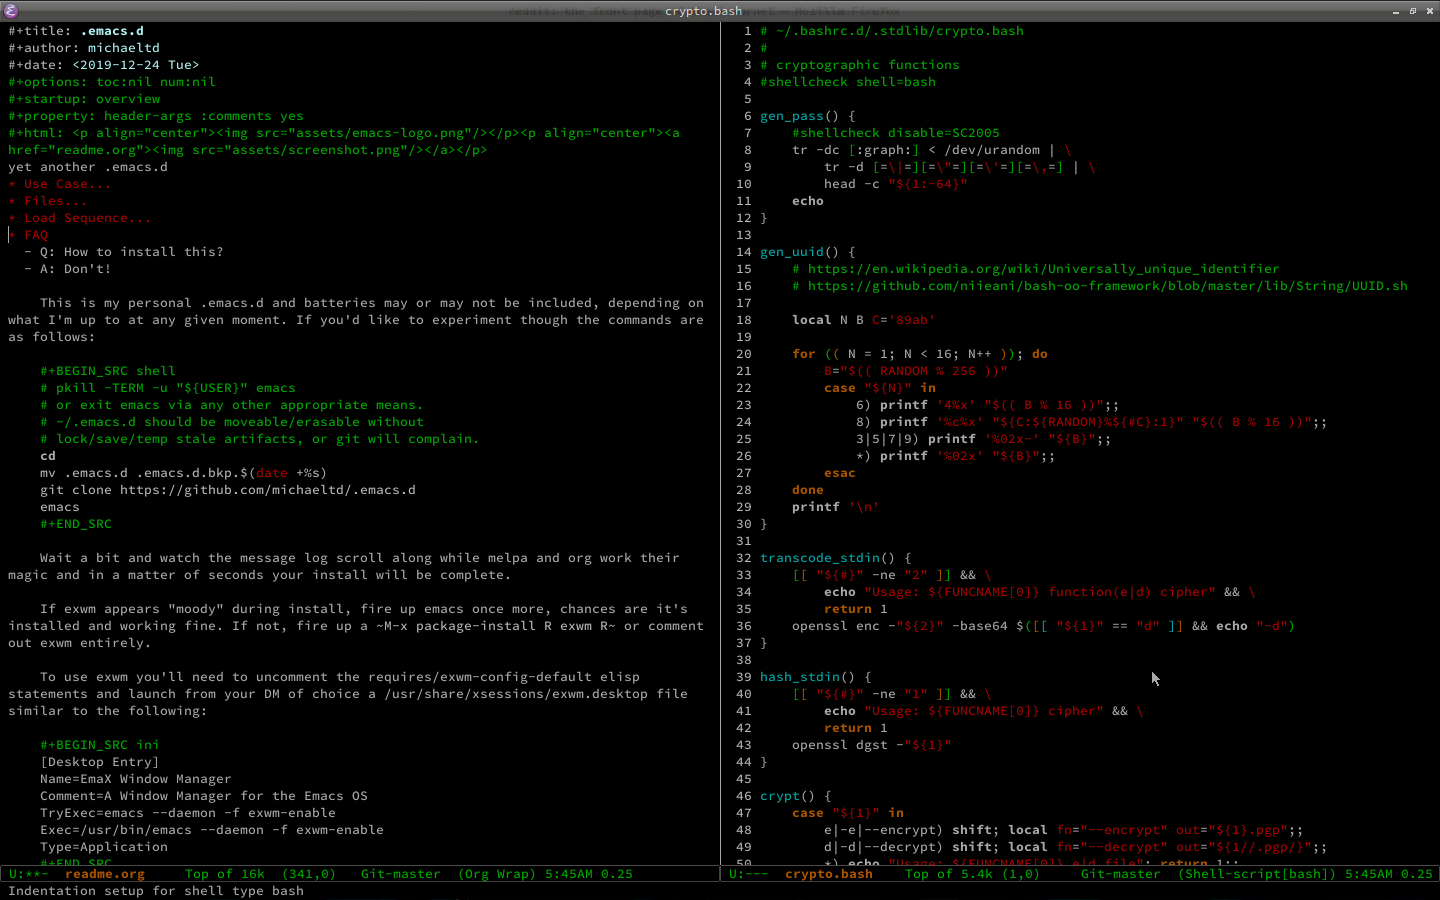 crypto.bash
#+title: .emacs.d
#+author: michaeltd
#+date: <2019-12-24 Tue>
#+options: toc:nil num:nil
#+startup: overview
#+property: header-args :comments yes
#+html: <p align="center"><img src="assets/emacs-logo.png"/></p><p align="center"><a
href="readme.org"><img src="assets/screenshot.png"/></a></p>
yet another .emacs.d
* Use Case...
* Files...
* Load Sequence...
* FAQ
  - Q: How to install this?
  - A: Don't!

    This is my personal .emacs.d and batteries may or may not be included, depending on
what I'm up to at any given moment. If you'd like to experiment though the commands are
as follows:

    #+BEGIN_SRC shell
    # pkill -TERM -u "${USER}" emacs
    # or exit emacs via any other appropriate means.
    # ~/.emacs.d should be moveable/erasable without
    # lock/save/temp stale artifacts, or git will complain.
    cd
    mv .emacs.d .emacs.d.bkp.$(date +%s)
    git clone https://github.com/michaeltd/.emacs.d
    emacs
    #+END_SRC

    Wait a bit and watch the message log scroll along while melpa and org work their
magic and in a matter of seconds your install will be complete.

    If exwm appears "moody" during install, fire up emacs once more, chances are it's
installed and working fine. If not, fire up a ~M-x package-install R exwm R~ or comment
out exwm entirely.

    To use exwm you'll need to uncomment the requires/exwm-config-default elisp
statements and launch from your DM of choice a /usr/share/xsessions/exwm.desktop file
similar to the following:

    #+BEGIN_SRC ini
    [Desktop Entry]
    Name=EmaX Window Manager
    Comment=A Window Manager for the Emacs OS
    TryExec=emacs --daemon -f exwm-enable
    Exec=/usr/bin/emacs --daemon -f exwm-enable
    Type=Application
    #+END_SRC
U:**-  readme.org     Top of 16k  (341,0)   Git-master  (Org Wrap) 5:45AM 0.25
1 # ~/.bashrc.d/.stdlib/crypto.bash
2 #
3 # cryptographic functions
4 #shellcheck shell=bash
5
6 gen_pass() {
7     #shellcheck disable=SC2005
8     tr -dc [:graph:] < /dev/urandom | \
9         tr -d [=\|=][=\"=][=\'=][=\,=] | \
10         head -c "${1:-64}"
11     echo
12 }
13
14 gen_uuid() {
15     # https://en.wikipedia.org/wiki/Universally_unique_identifier
16     # https://github.com/niieani/bash-oo-framework/blob/master/lib/String/UUID.sh
17
18     local N B C='89ab'
19
20     for (( N = 1; N < 16; N++ )); do
21         B="$(( RANDOM % 256 ))"
22         case "${N}" in
23             6) printf '4%x' "$(( B % 16 ))";;
24             8) printf '%c%x' "${C:${RANDOM}%${#C}:1}" "$(( B % 16 ))";;
25             3|5|7|9) printf '%02x-' "${B}";;
26             *) printf '%02x' "${B}";;
27         esac
28     done
29     printf '\n'
30 }
31
32 transcode_stdin() {
33     [[ "${#}" -ne "2" ]] && \
34         echo "Usage: ${FUNCNAME[0]} function(e|d) cipher" && \
35         return 1
36     openssl enc -"${2}" -base64 $([[ "${1}" == "d" ]] && echo "-d")
37 }
38
39 hash_stdin() {
40     [[ "${#}" -ne "1" ]] && \
41         echo "Usage: ${FUNCNAME[0]} cipher" && \
42         return 1
43     openssl dgst -"${1}"
44 }
45
46 crypt() {
47     case "${1}" in
48         e|-e|--encrypt) shift; local fn="--encrypt" out="${1}.pgp";;
49         d|-d|--decrypt) shift; local fn="--decrypt" out="${1//.pgp/}";;
50         *) echo "Usage: ${FUNCNAME[0]} e|d file"; return 1;;
U:---  crypto.bash    Top of 5.4k (1,0)     Git-master  (Shell-script[bash]) 5:45AM 0.25
Indentation setup for shell type bash